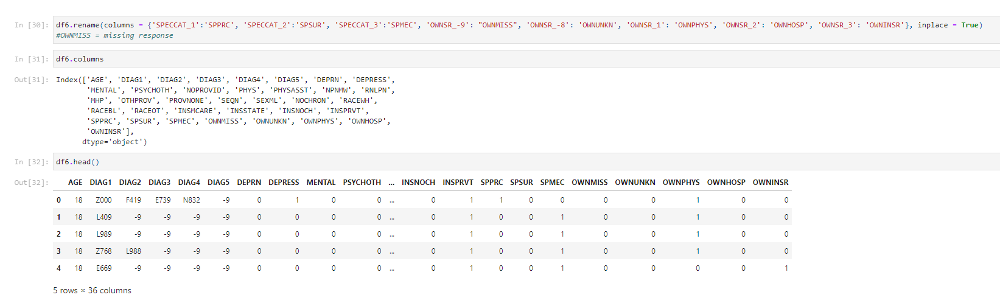 In [30]: df6.rename(columns = {'SPECCAT_1':'SPPRC', 'SPECCAT_2':'SPSUR', 'SPECCAT_3':'SPMEC', 'OWNSR_-9': "OWNMISS", 'OWNSR_-8': 'OWNUNKN', 'OWNSR_1': 'OWNPHYS', 'OWNSR_2': 'OWNHOSP', 'OWNSR_3': 'OWNINSR'}, inplace = True)
#OWNMISS = missing response
In [31]: df6.columns
Out[31]: Index(['AGE', 'DIAG1', 'DIAG2', 'DIAG3', 'DIAG4', 'DIAG5', 'DEPRN', 'DEPRESS',
'MENTAL', 'PSYCHOTH', 'NOPROVID', 'PHYS', 'PHYSASST', 'NPNMW', 'RNLPN',
'MHP', 'OTHPROV', 'PROVNONE', 'SEQN', 'SEXML', 'NOCHRON', 'RACEWH',
'RACEBL', 'RACEOT', 'INSMCARE', 'INSSTATE', 'INSNOCH', 'INSPRVT',
'SPPRC', 'SPSUR', 'SPMEC', 'OWNMISS', 'OWNUNKN', 'OWNPHYS', 'OWNHOSP',
'OWNINSR'],
dtype='object')
In [32]: df6.head()
Out[32]: AGE DIAG1 DIAG2 DIAG3 DIAG4 DIAG5 DEPRN DEPRESS MENTAL PSYCHOTH ... INSNOCH INSPRVT SPPRC SPSUR SPMEC OWNMISS OWNUNKN OWNPHYS OWNHOSP OWNINSR
0 18 Z000 F419 E739 N832 -9 0 1 0 0 ... 0 1 1 0 0 0 0 1 0 0
1 18 L409 -9 -9 -9 -9 0 0 0 0 ... 0 1 0 0 1 0 0 1 0 0
2 18 L989 -9 -9 -9 -9 0 0 0 0 ... 0 1 0 0 1 0 0 1 0 0
3 18 Z768 L988 -9 -9 -9 0 0 0 0 ... 0 1 0 0 1 0 0 1 0 0
4 18 E669 -9 -9 -9 -9 0 0 0 0 ... 0 1 0 0 1 0 0 0 0 1
5 rows × 36 columns